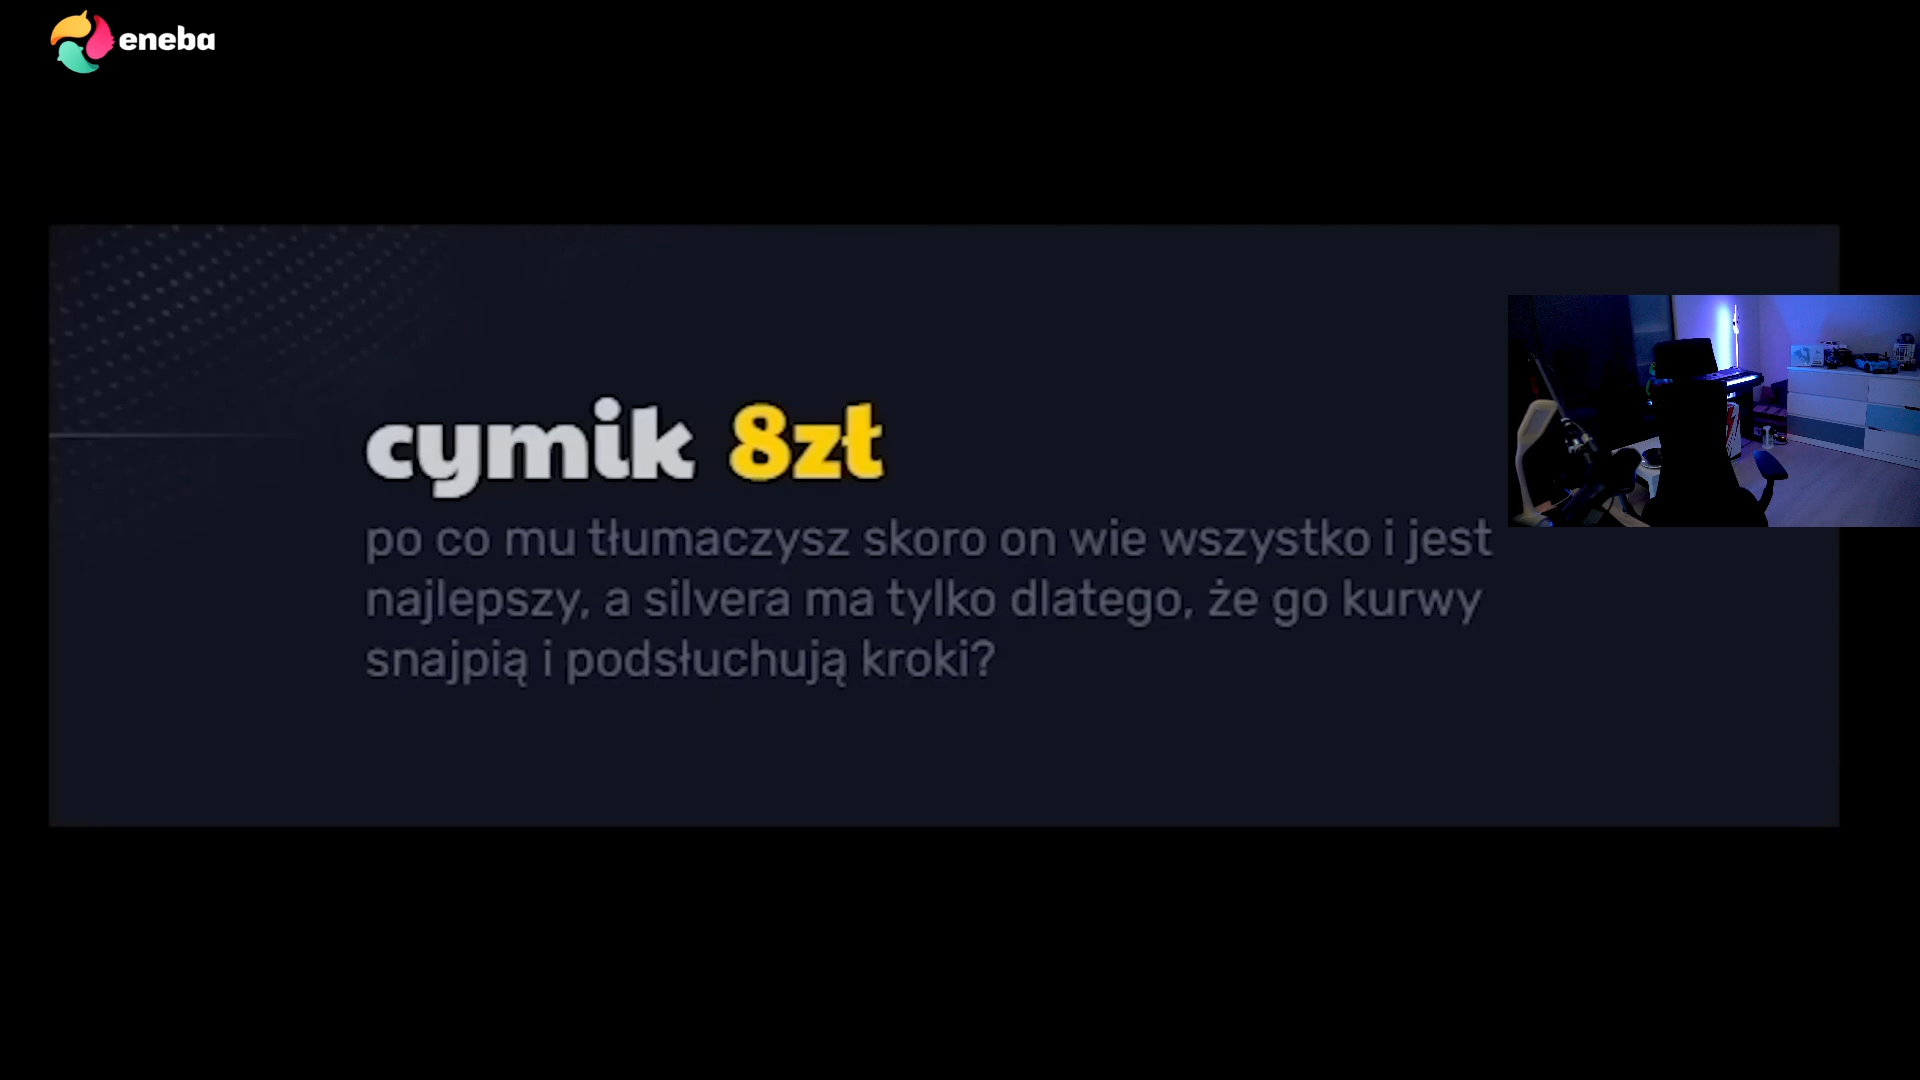 eneba
cymik 8zł
po co mu tłumaczysz skoro on wie wszystko i jest
najlepszy, a silvera ma tylko dlatego, że go kurwy
snajpią i podsłuchują kroki?